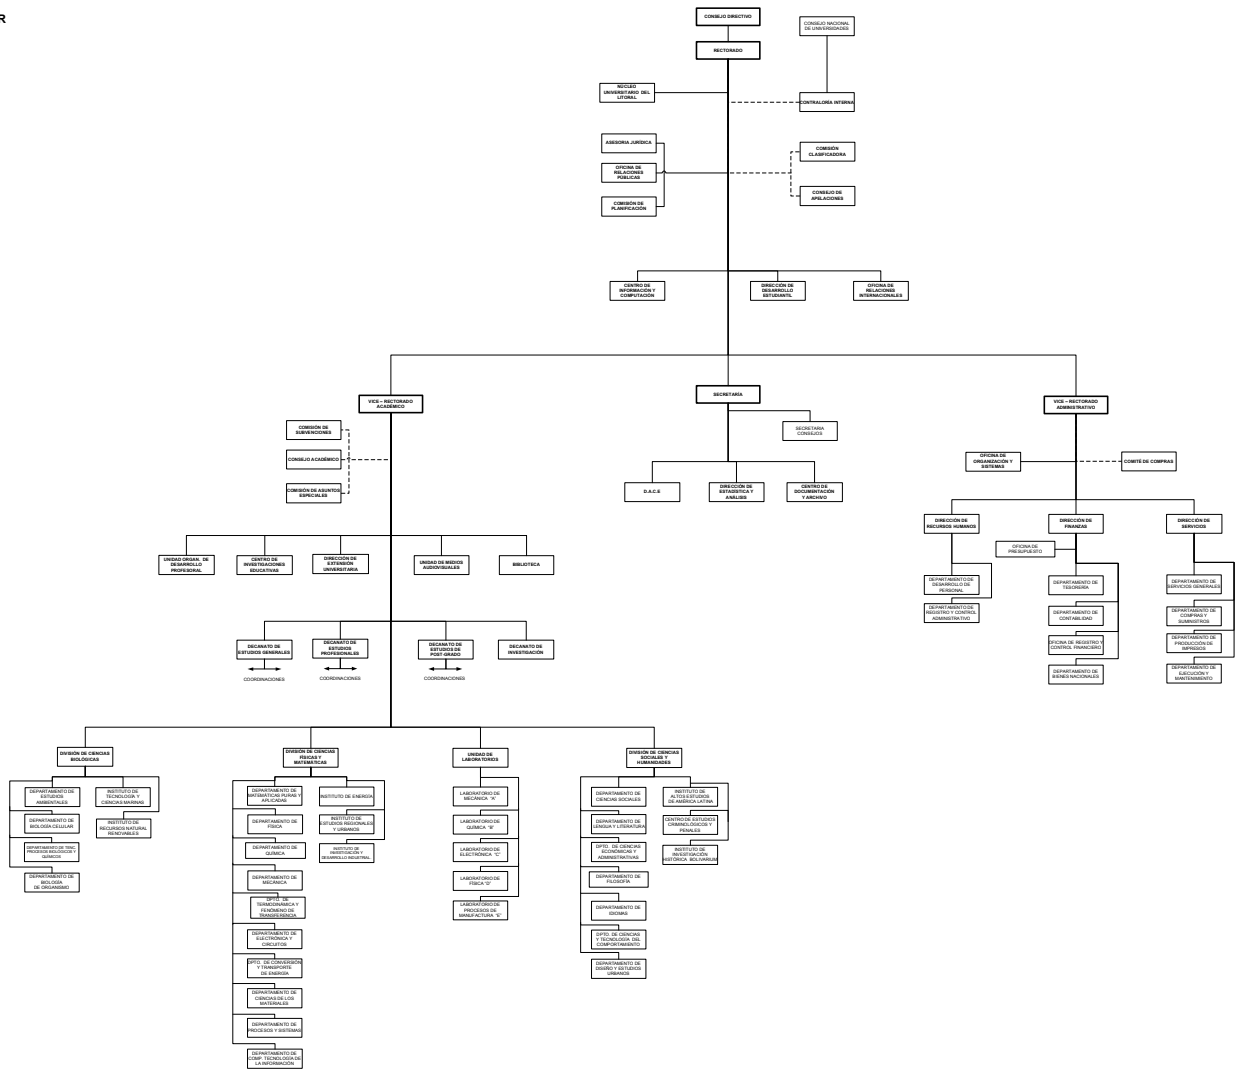 R
CONSEJO DIRECTIVO
CONSEJO NACIONAL
DE UNIVERSIDADES
RECTORADO
NÚCLEO
UNIVERSITARIO DEL
LITORAL
CONTRALORÍA INTERNA
ASESORIA JURÍDICA
COMISIÓN
CLASIFICADORA
OFICINA DE
RELACIONES
PÚBLICAS
COMISIÓN DE
PLANIFICACIÓN
CONSEJO DE
APELACIONES
CENTRO DE
INFORMACIÓN Y
COMPUTACIÓN
DIRECCIÓN DE
DESARROLLO
ESTUDIANTIL
OFICINA DE
RELACIONES
INTERNACIONALES
VICE – RECTORADO
ACADÉMICO
SECRETARÍA
VICE – RECTORADO
ADMINISTRATIVO
COMISIÓN DE
SUBVENCIONES
CONSEJO ACADÉMICO
COMISIÓN DE ASUNTOS
ESPECIALES
SECRETARIA
CONSEJOS
D.A.C.E
DIRECCIÓN DE
ESTADÍSTICA Y
ANÁLISIS
CENTRO DE
DOCUMENTACIÓN
Y ARCHIVO
OFICINA DE
ORGANIZACIÓN Y
SISTEMAS
COMITÉ DE COMPRAS
DIRECCIÓN DE
RECURSOS HUMANOS
DIRECCIÓN DE
FINANZAS
DIRECCIÓN DE
SERVICIOS
OFICINA DE
PRESUPUESTO
DEPARTAMENTO DE
DESARROLLO DE
PERSONAL
DEPARTAMENTO DE
REGISTRO Y CONTROL
ADMINISTRATIVO
DEPARTAMENTO DE
TESORERÍA
DEPARTAMENTO DE
CONTABILIDAD
OFICINA DE REGISTRO Y
CONTROL FINANCIERO
DEPARTAMENTO DE
BIENES NACIONALES
DEPARTAMENTO DE
SERVICIOS GENERALES
DEPARTAMENTO DE
COMPRAS Y
SUMINISTROS
DEPARTAMENTO DE
PRODUCCIÓN DE
IMPRESOS
DEPARTAMENTO DE
EJECUCIÓN Y
MANTENIMIENTO
UNIDAD ORGAN. DE
DESARROLLO
PROFESORAL
CENTRO DE
INVESTIGACIONES
EDUCATIVAS
DIRECCIÓN DE
EXTENSIÓN
UNIVERSITARIA
UNIDAD DE MEDIOS
AUDIOVISUALES
BIBLIOTECA
DECANATO DE
ESTUDIOS GENERALES
DECANATO DE
ESTUDIOS
PROFESIONALES
DECANATO DE
ESTUDIOS DE
POST-GRADO
DECANATO DE
INVESTIGACIÓN
COORDINACIONES
COORDINACIONES
COORDINACIONES
DIVISIÓN DE CIENCIAS
BIOLÓGICAS
DIVISIÓN DE CIENCIAS
FÍSICAS Y
MATEMÁTICAS
UNIDAD DE
LABORATORIOS
DIVISIÓN DE CIENCIAS
SOCIALES Y
HUMANIDADES
DEPARTAMENTO DE
ESTUDIOS
AMBIENTALES
DEPARTAMENTO DE
BIOLOGÍA CELULAR
DEPARTAMENTO DE TENC.
PROCESOS BIOLÓGICOS Y
QUÍMICOS
DEPARTAMENTO DE
BIOLOGÍA
DE ORGANISMO
INSTITUTO DE
TECNOLOGÍA Y
CIENCIAS MARINAS
INSTITUTO DE
RECURSOS NATURAL
RENOVABLES
DEPARTAMENTO DE
MATEMÁTICAS PURAS Y
APLICADAS
DEPARTAMENTO DE
FÍSICA
DEPARTAMENTO DE
QUÍMICA
DEPARTAMENTO DE
MECÁNICA
DPTO. DE
TERMODINÁMICA Y
FENÓMENO DE
TRANSFERENCIA
DEPARTAMENTO DE
ELECTRÓNICA Y
CIRCUITOS
DPTO. DE CONVERSIÓN
Y TRANSPORTE
DE ENERGÍA
DEPARTAMENTO DE
CIENCIAS DE LOS
MATERIALES
DEPARTAMENTO DE
PROCESOS Y SISTEMAS
DEPARTAMENTO DE
COMP. TECNOLOGÍA DE
LA INFORMACIÓN
INSTITUTO DE ENERGÍA
INSTITUTO DE
ESTUDIOS REGIONALES
Y URBANOS
INSTITUTO DE
INVESTIGACIÓN Y
DESARROLLO INDUSTRIAL
LABORATORIO DE
MECÁNICA "A"
LABORATORIO DE
QUÍMICA "B"
LABORATORIO DE
ELECTRÓNICA "C"
LABORATORIO DE
FÍSICA "D"
LABORATORIO DE
PROCESOS DE
MANUFACTURA "E"
DEPARTAMENTO DE
CIENCIAS SOCIALES
DEPARTAMENTO DE
LENGUA Y LITERATURA
DPTO. DE CIENCIAS
ECONÓMICAS Y
ADMINISTRATIVAS
DEPARTAMENTO DE
FILOSOFÍA
DEPARTAMENTO DE
IDIOMAS
DPTO. DE CIENCIAS
Y TECNOLOGÍA DEL
COMPORTAMIENTO
DEPARTAMENTO DE
DISEÑO Y ESTUDIOS
URBANOS
INSTITUTO DE
ALTOS ESTUDIOS
DE AMÉRICA LATINA
CENTRO DE ESTUDIOS
CRIMINOLÓGICOS Y
PENALES
INSTITUTO DE
INVESTIGACIÓN
HISTÓRICA BOLIVARIUM